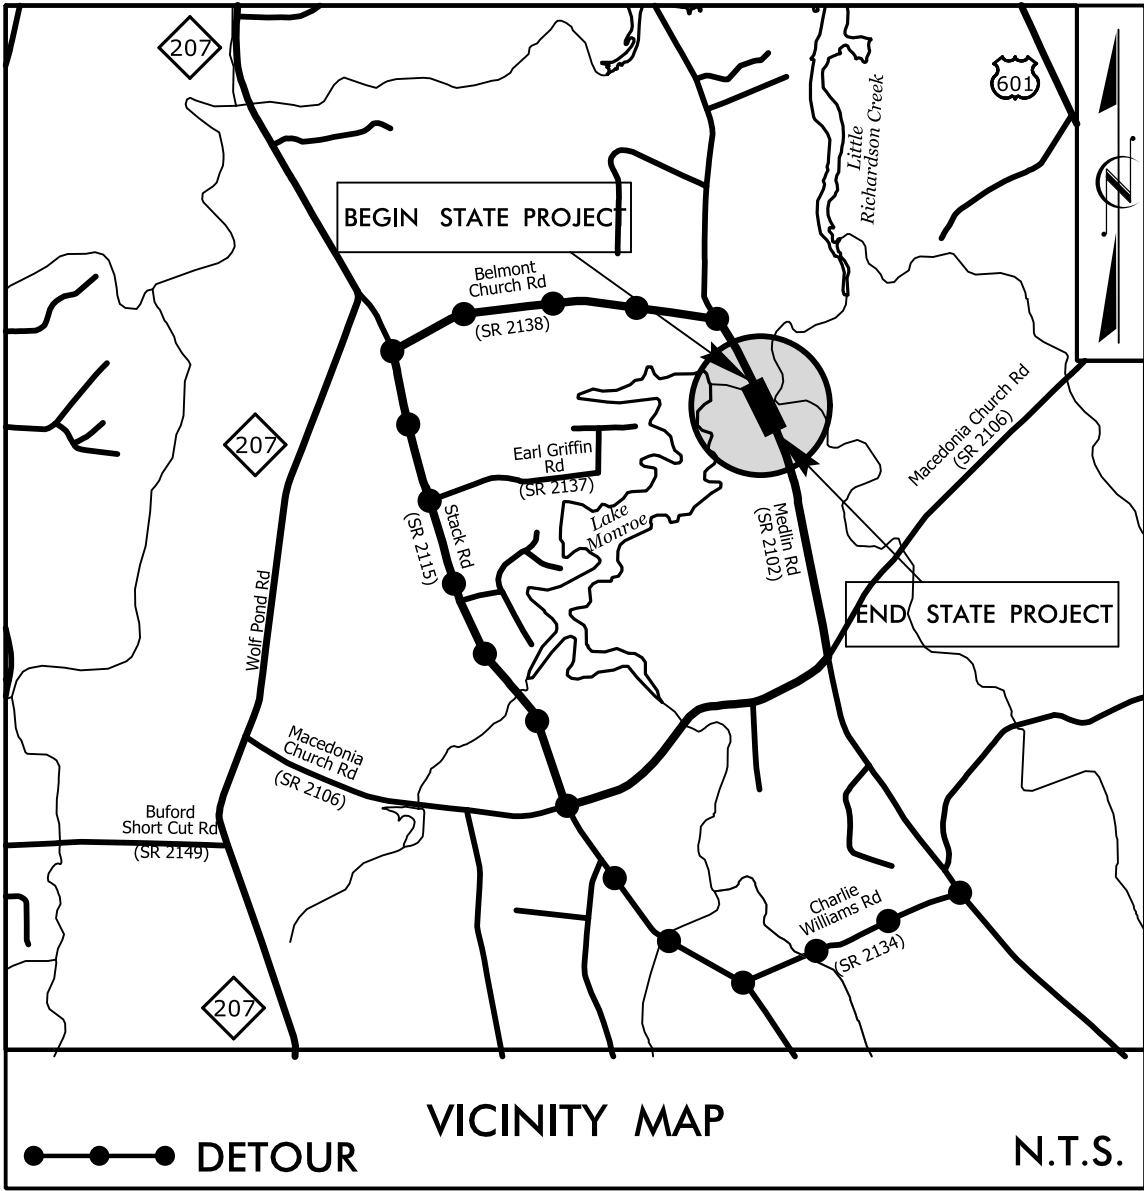 207
601
Little
Richardson Creek
N
BEGIN STATE PROJECT
Belmont
Church Rd
(SR 2138)
Macedonia Church Rd
(SR 2106)
207
Earl Griffin
Rd
(SR 2137)
Stack Rd
(SR 2115)
Lake
Monroe
Medlin Rd
(SR 2102)
Wolf Pond Rd
END STATE PROJECT
Macedonia
Church Rd
(SR 2106)
Buford
Short Cut Rd
(SR 2149)
Charlie
Williams Rd
(SR 2134)
207
VICINITY MAP
DETOUR
N.T.S.